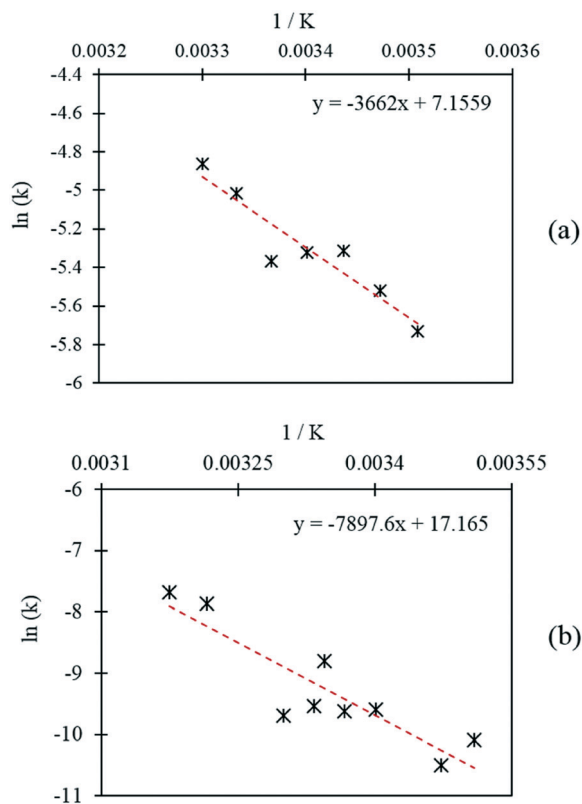 1 / K
0.0032 0.0033 0.0034 0.0035 0.0036
-4.4
-4.6
-4.8
-5
-5.2
-5.4
-5.6
-5.8
-6
ln (k)
y = -3662x + 7.1559
(a)
1 / K
0.0031 0.00325 0.0034 0.00355
-6
-7
-8
-9
-10
-11
ln (k)
y = -7897.6x + 17.165
(b)